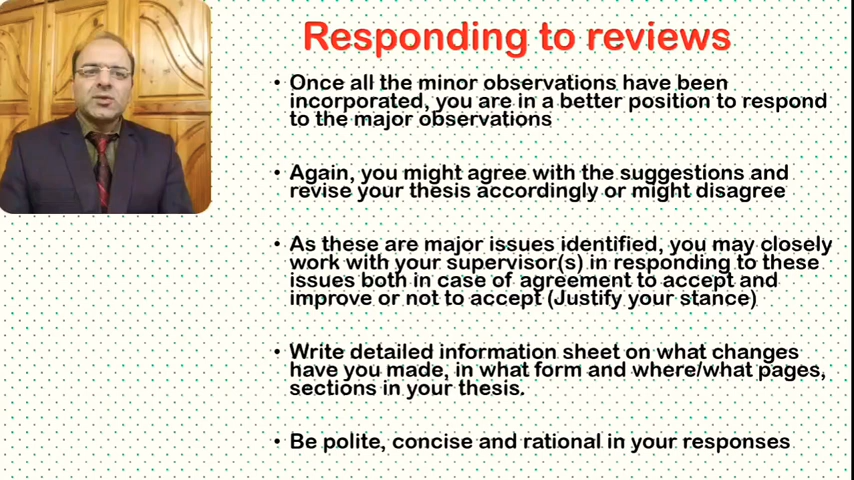 Responding to reviews
• Once all the minor observations have been
incorporated, you are in a better position to respond
to the major observations
• Again, you might agree with the suggestions and
revise your thesis accordingly or might disagree
• As these are major issues identified, you may closely
work with your supervisor(s) in responding to these
issues both in case of agreement to accept and
improve or not to accept (Justify your stance)
• Write detailed information sheet on what changes
have you made, in what form and where/what pages,
sections in your thesis.
• Be polite, concise and rational in your responses